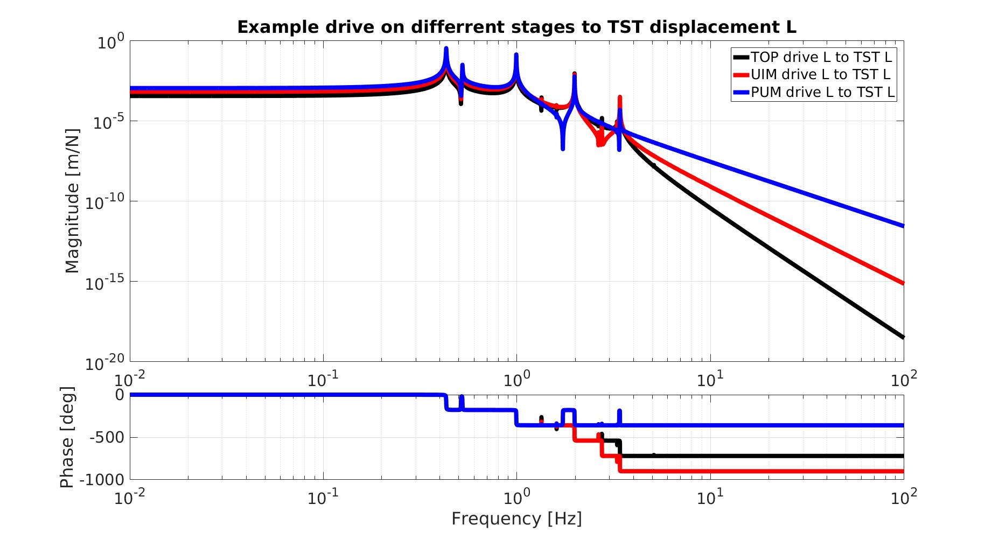 Example drive on differrent stages to TST displacement L
TOP drive L to TST L
UIM drive L to TST L
PUM drive L to TST L
Magnitude [m/N]
10^0
10^-5
10^-10
10^-15
10^-20
10^-2
10^-1
10^0
10^1
10^2
Phase [deg]
0
-500
-1000
10^-2
10^-1
10^0
10^1
10^2
Frequency [Hz]